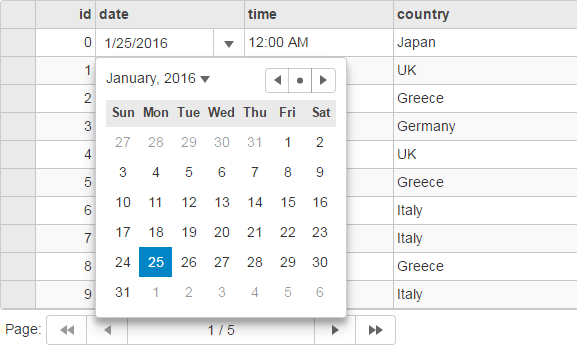 id date time country
0 1/25/2016 12:00 AM Japan
1 UK
January, 2016
2 Greece
Sun Mon Tue Wed Thu Fri Sat
3 Germany
27 28 29 30 31 1 2
4 UK
3 4 5 6 7 8 9
5 Greece
10 11 12 13 14 15 16
6 Italy
17 18 19 20 21 22 23
7 Italy
24 25 26 27 28 29 30
8 Greece
31 1 2 3 4 5 6
9 Italy
Page: 1 / 5